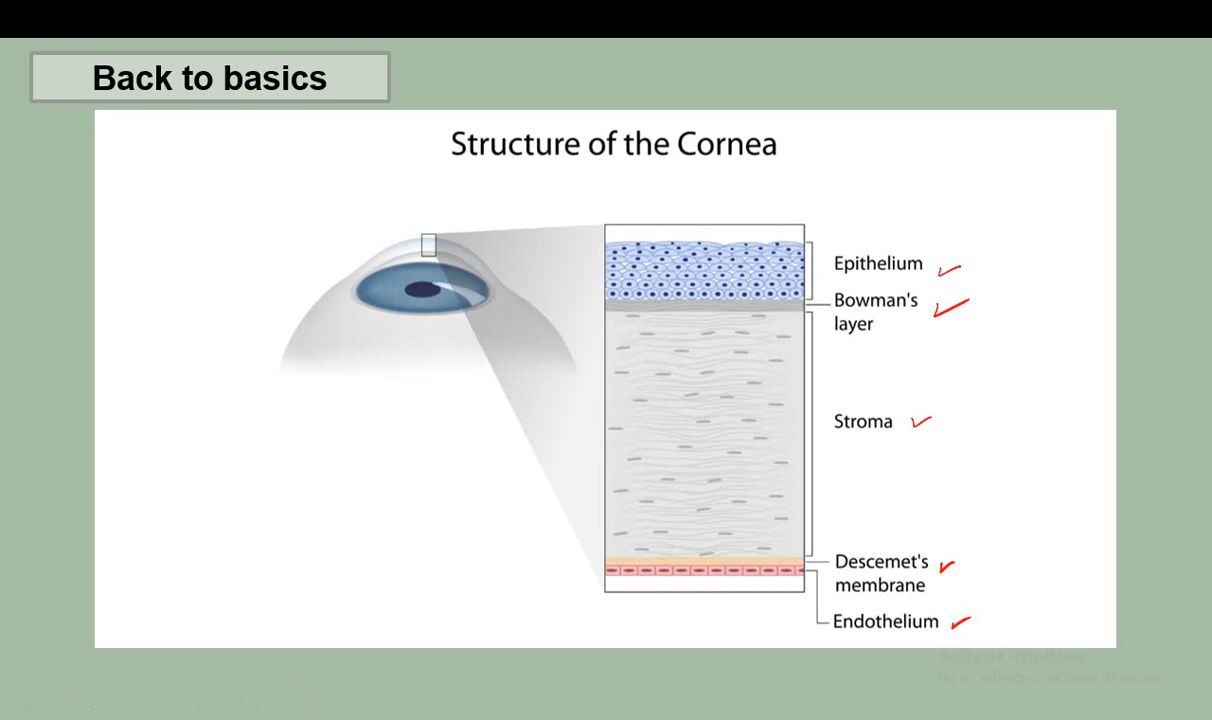 Back to basics
Structure of the Cornea
Epithelium
Bowman's
layer
Stroma
Descemet's
membrane
Endothelium